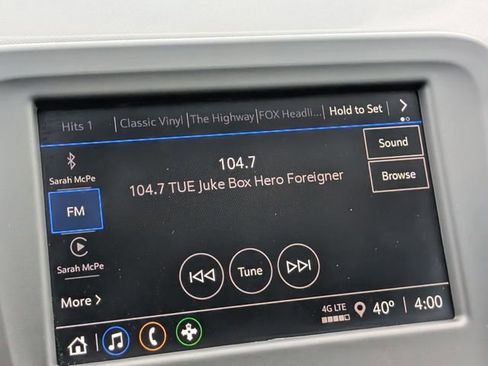 Hits 1 Classic Vinyl The Highway FOX Headli... Hold to Set
Sarah McPe
FM
Sarah McPe
More
104.7
104.7 TUE Juke Box Hero Foreigner
Tune
Sound
Browse
4G LTE 40° 4:00